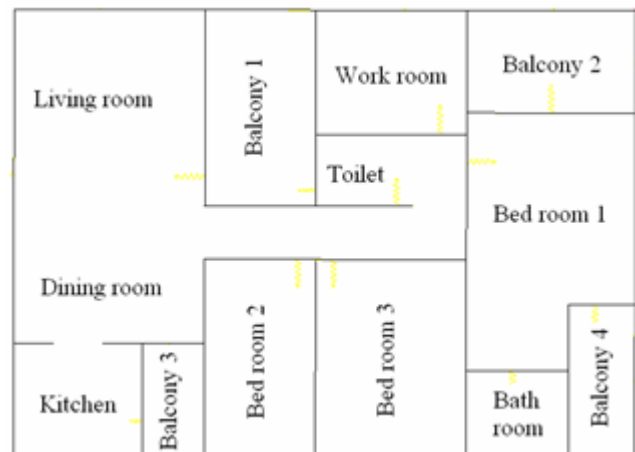 Living room
Balcony 1
Work room
Balcony 2
Toilet
Bed room 1
Dining room
Bed room 2
Bed room 3
Kitchen
Balcony 3
Bath
room
Balcony 4